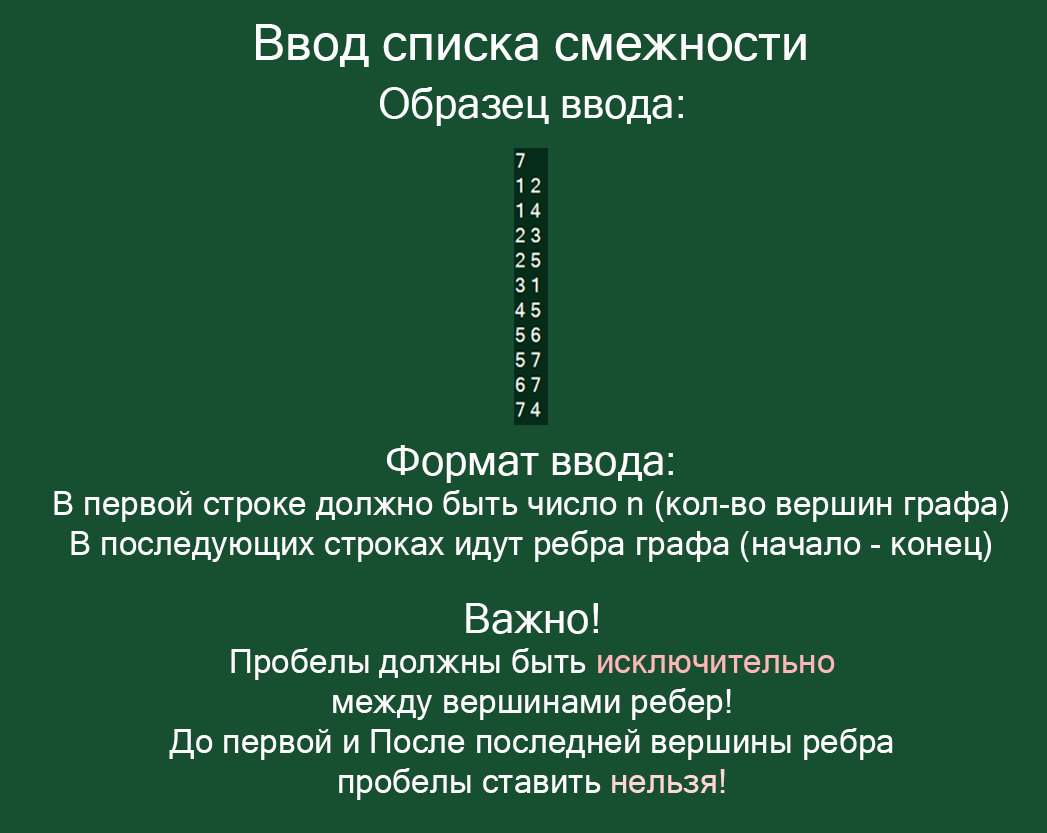 Ввод списка смежности
Образец ввода:
7
1 2
1 4
2 3
2 5
3 1
4 5
5 6
5 7
6 7
7 4
Формат ввода:
В первой строке должно быть число n (кол-во вершин графа)
В последующих строках идут ребра графа (начало - конец)
Важно!
Пробелы должны быть исключительно
между вершинами ребер!
До первой и После последней вершины ребра
пробелы ставить нельзя!